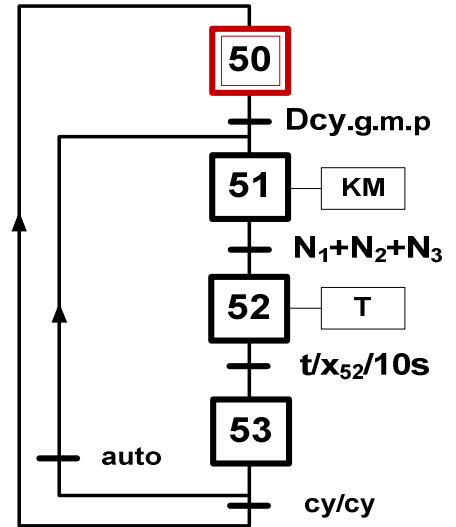 50
Dcy.g.m.p
51
KM
N₁+N₂+N₃
52
T
t/x₅₂/10s
53
auto
cy/cy